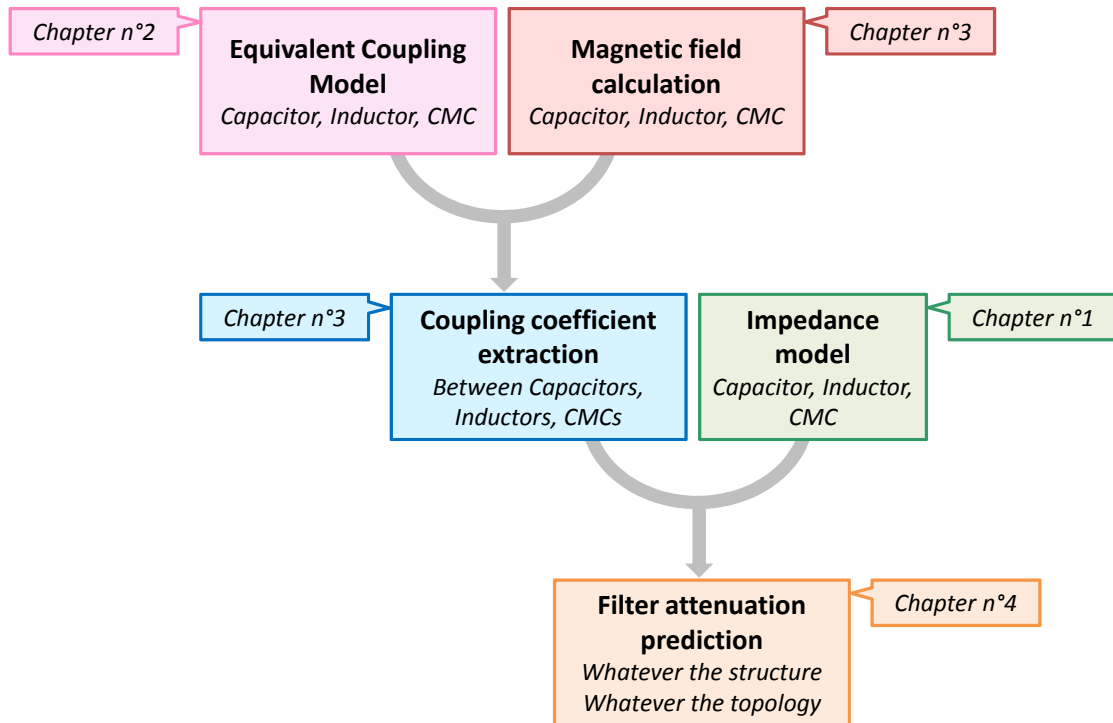 Chapter n°2
Equivalent Coupling
Model
Capacitor, Inductor, CMC
Magnetic field
calculation
Capacitor, Inductor, CMC
Chapter n°3
Chapter n°3
Coupling coefficient
extraction
Between Capacitors,
Inductors, CMCs
Impedance
model
Capacitor, Inductor,
CMC
Chapter n°1
Filter attenuation
prediction
Whatever the structure
Whatever the topology
Chapter n°4